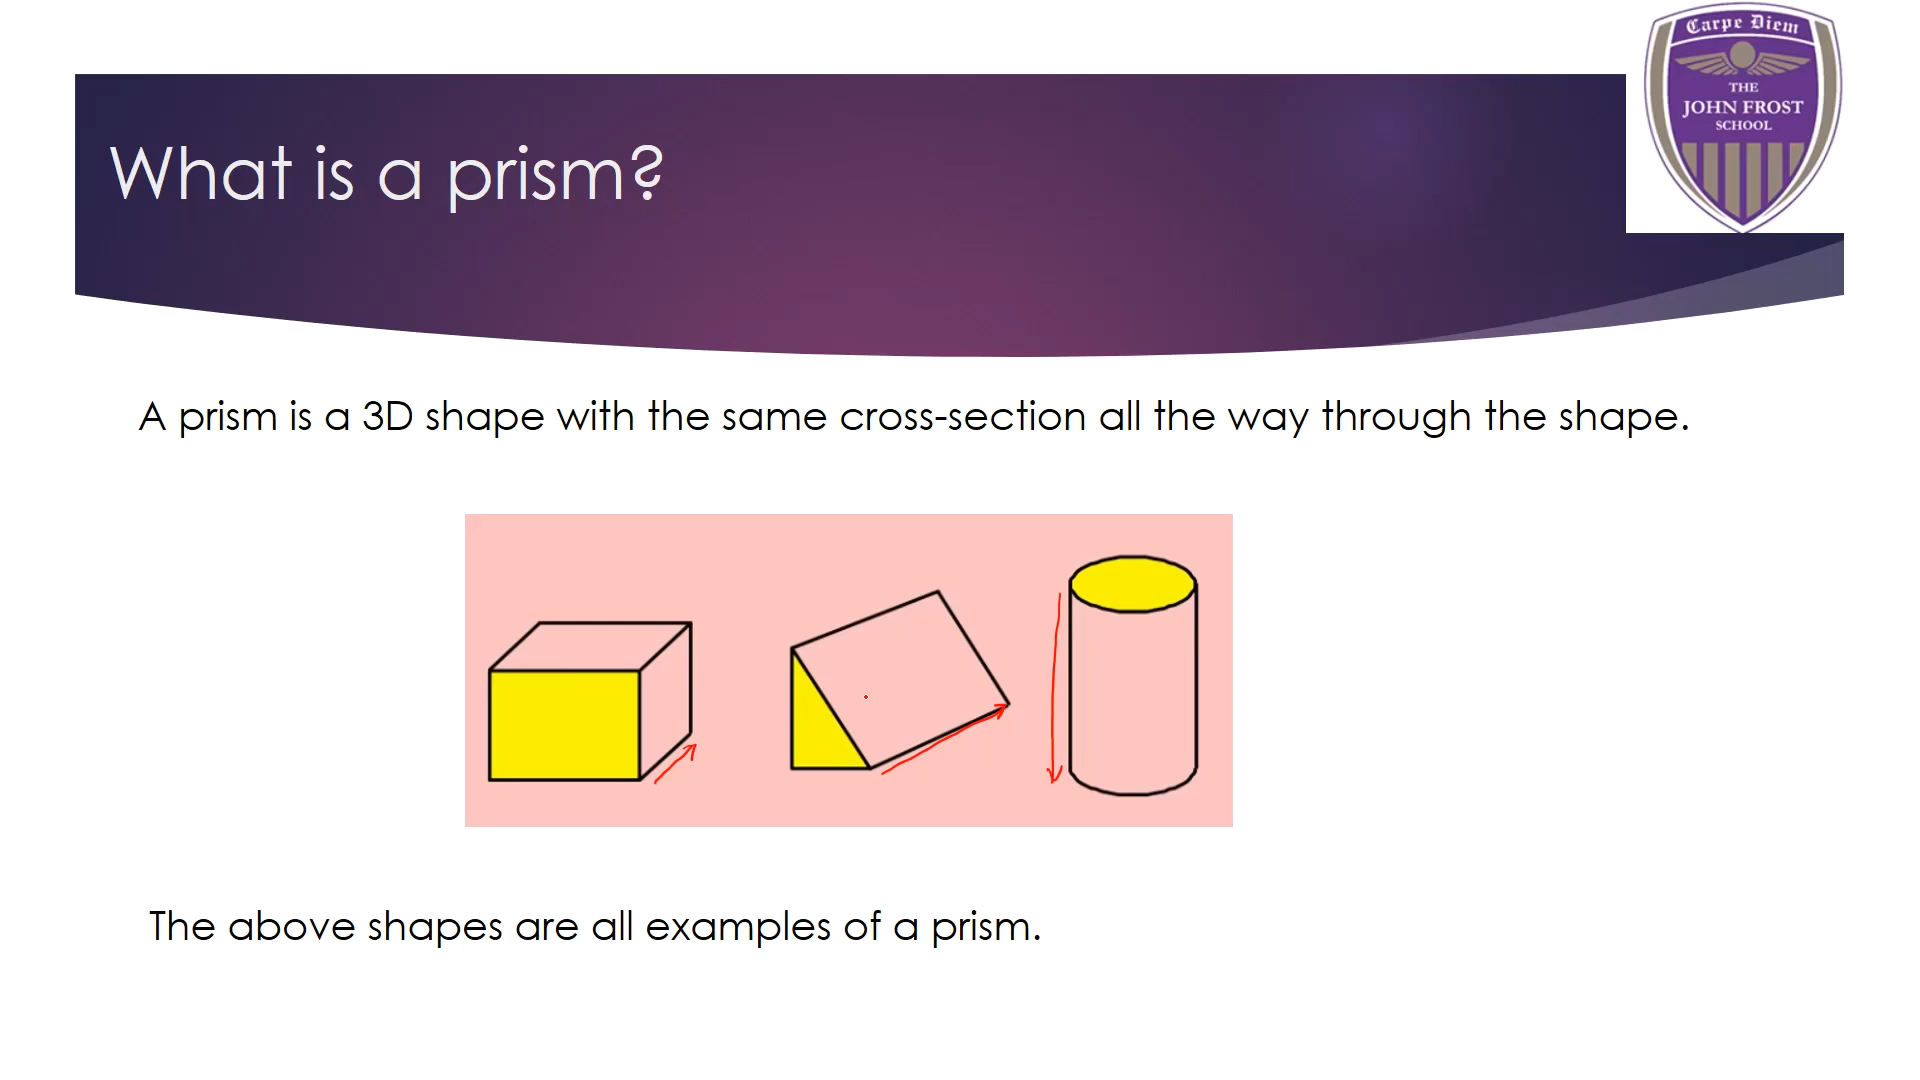 Carpe Diem
THE
JOHN FROST
SCHOOL
What is a prism?
A prism is a 3D shape with the same cross-section all the way through the shape.
The above shapes are all examples of a prism.